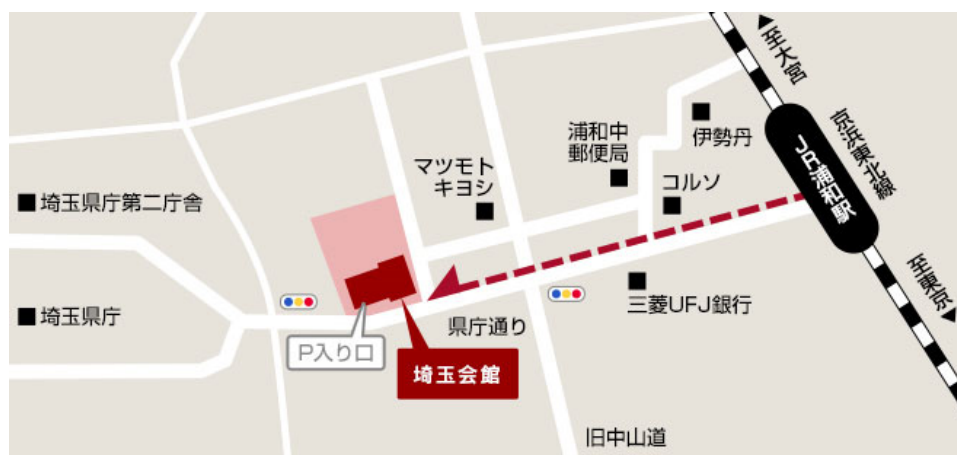 至大宮
京浜東北線
JR浦和駅
至東京
伊勢丹
浦和中
郵便局
コルソ
マツモト
キヨシ
埼玉県庁第二庁舎
埼玉県庁
三菱UFJ銀行
県庁通り
P入り口
埼玉会館
旧中山道